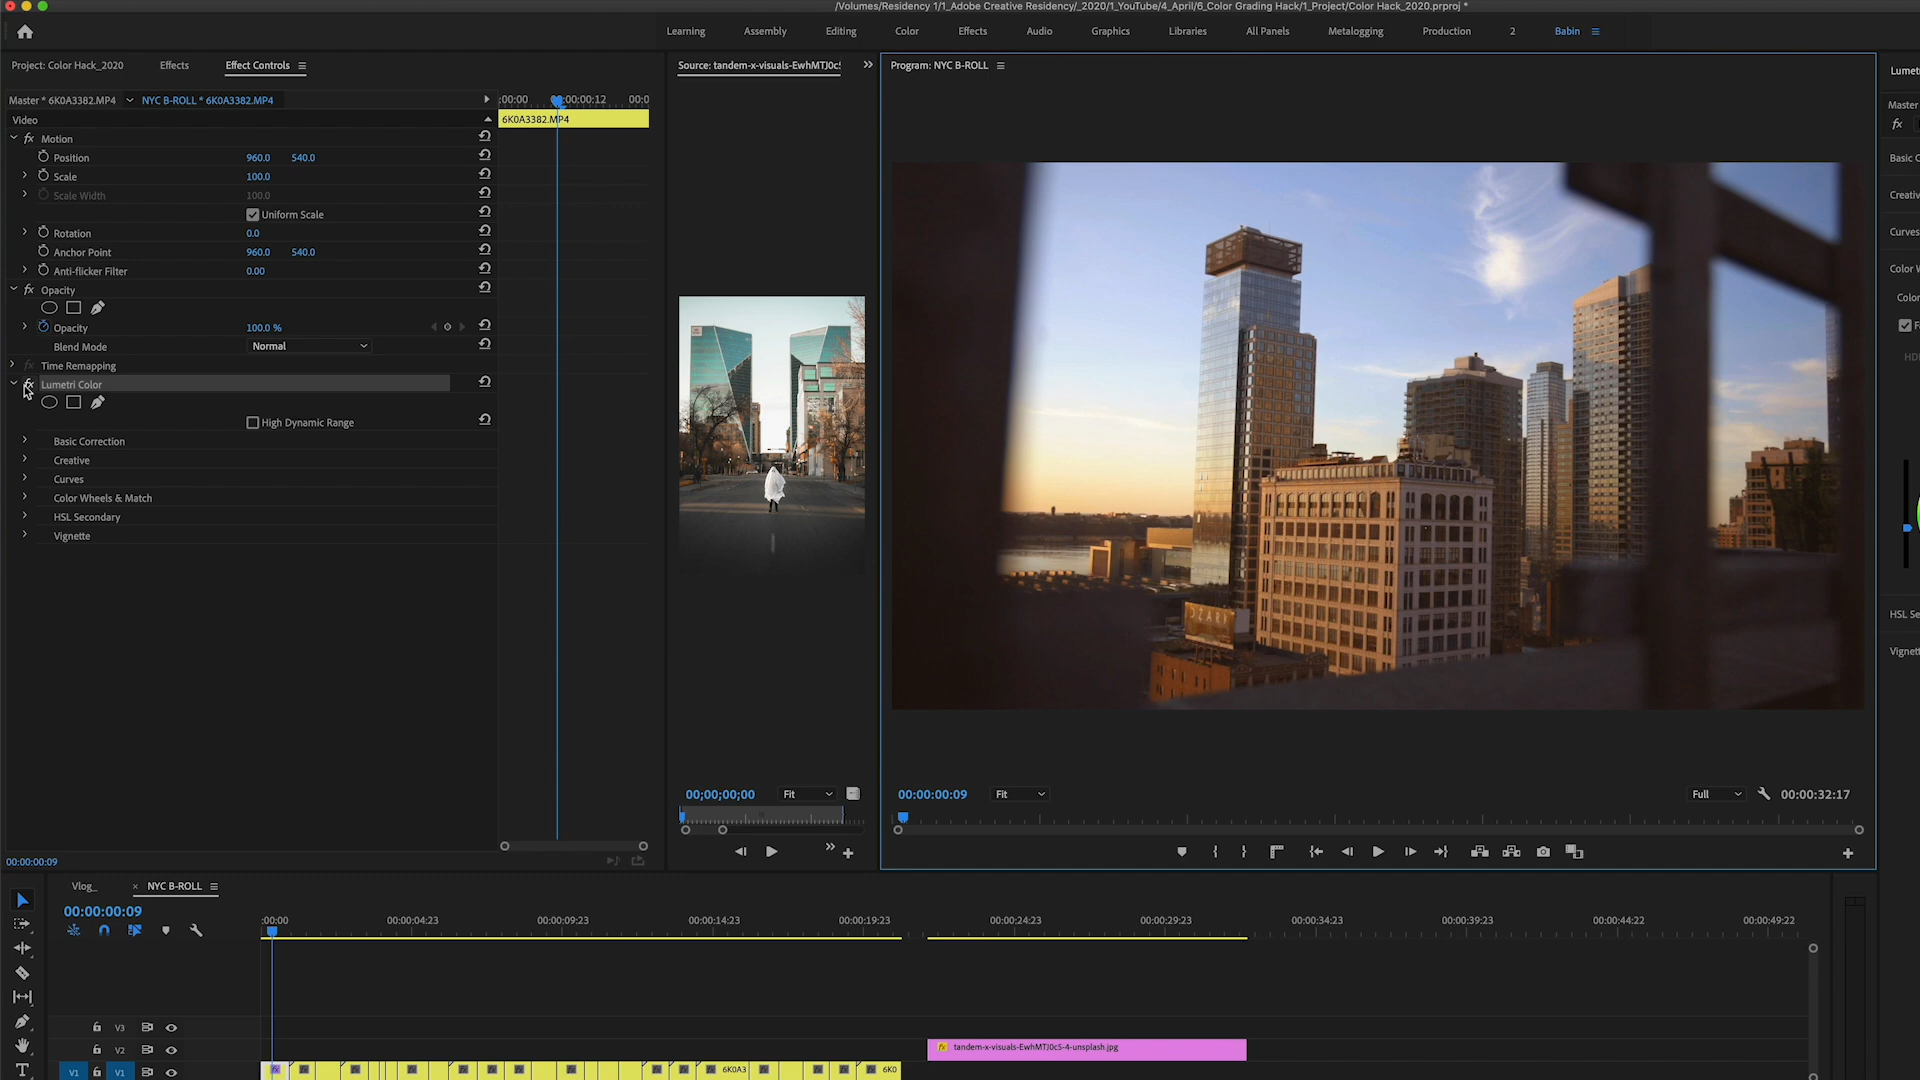 /Volumes/Residency 1/1_Adobe Creative Residency/_2020/1_YouTube/4_April/6_Color Grading Hack/1_Project/Color Hack_2020.prproj *
Learning Assembly Editing Color Effects Audio Graphics Libraries All Panels Metalogging Production 2 Babin
Project: Color Hack_2020 Effects Effect Controls
Source: tandem-x-visuals-EwhMTJ0c
Program: NYC B-ROLL
Lumetri
Master * 6K0A3382.MP4 NYC B-ROLL * 6K0A3382.MP4
:00:00 00:00:00:12 00:0
Master
Video
6K0A3382.MP4
fx Motion
fx
Position 960.0 540.0
Basic C
Scale 100.0
Scale Width 100.0
Creativ
Uniform Scale
Rotation 0.0
Curves
Anchor Point 960.0 540.0
Anti-flicker Filter 0.00
Color W
fx Opacity
Colo
Opacity 100.0 %
F
Blend Mode Normal
HD
fx Time Remapping
fx Lumetri Color
High Dynamic Range
Basic Correction
Creative
Curves
Color Wheels & Match
HSL Secondary
Vignette
HSL Se
Vignett
00;00;00;00 Fit
00:00:00:09 Fit Full 00:00:32:17
00:00:00:09
Vlog_ × NYC B-ROLL
00:00:00:09
:00:00 00:00:04:23 00:00:09:23 00:00:14:23 00:00:19:23 00:00:24:23 00:00:29:23 00:00:34:23 00:00:39:23 00:00:44:22 00:00:49:22
V3
V2
fx tandem-x-visuals-EwhMTJ0c5-4-unsplash.jpg
V1 V1
6K0A3 6K0